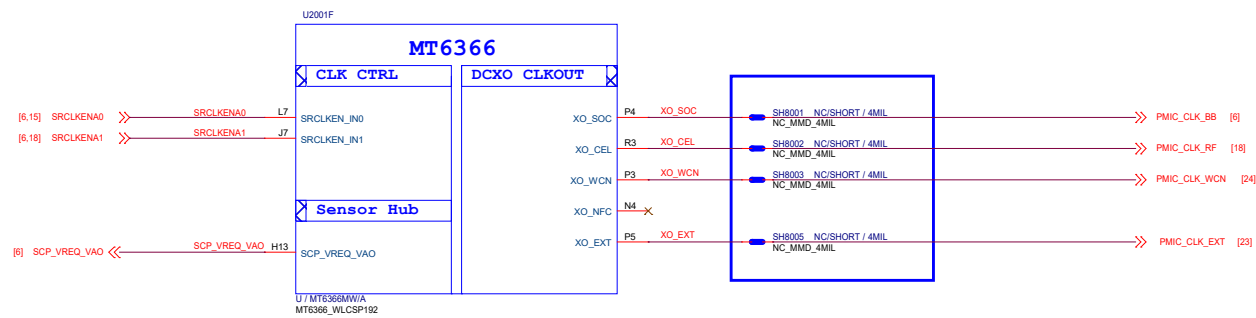 U2001F
MT6366
CLK CTRL DCXO CLKOUT
[6,15] SRCLKENA0 SRCLKENA0 L7 SRCLKEN_IN0
[6,18] SRCLKENA1 SRCLKENA1 J7 SRCLKEN_IN1
XO_SOC P4 XO_SOC SH8001 NC/SHORT / 4MIL PMIC_CLK_BB [6]
NC_MMD_4MIL
XO_CEL R3 XO_CEL SH8002 NC/SHORT / 4MIL PMIC_CLK_RF [18]
NC_MMD_4MIL
XO_WCN P3 XO_WCN SH8003 NC/SHORT / 4MIL PMIC_CLK_WCN [24]
NC_MMD_4MIL
Sensor Hub
XO_NFC N4
XO_EXT P5 XO_EXT SH8005 NC/SHORT / 4MIL PMIC_CLK_EXT [23]
NC_MMD_4MIL
[6] SCP_VREQ_VAO SCP_VREQ_VAO H13 SCP_VREQ_VAO
U / MT6366MW/A
MT6366_WLCSP192